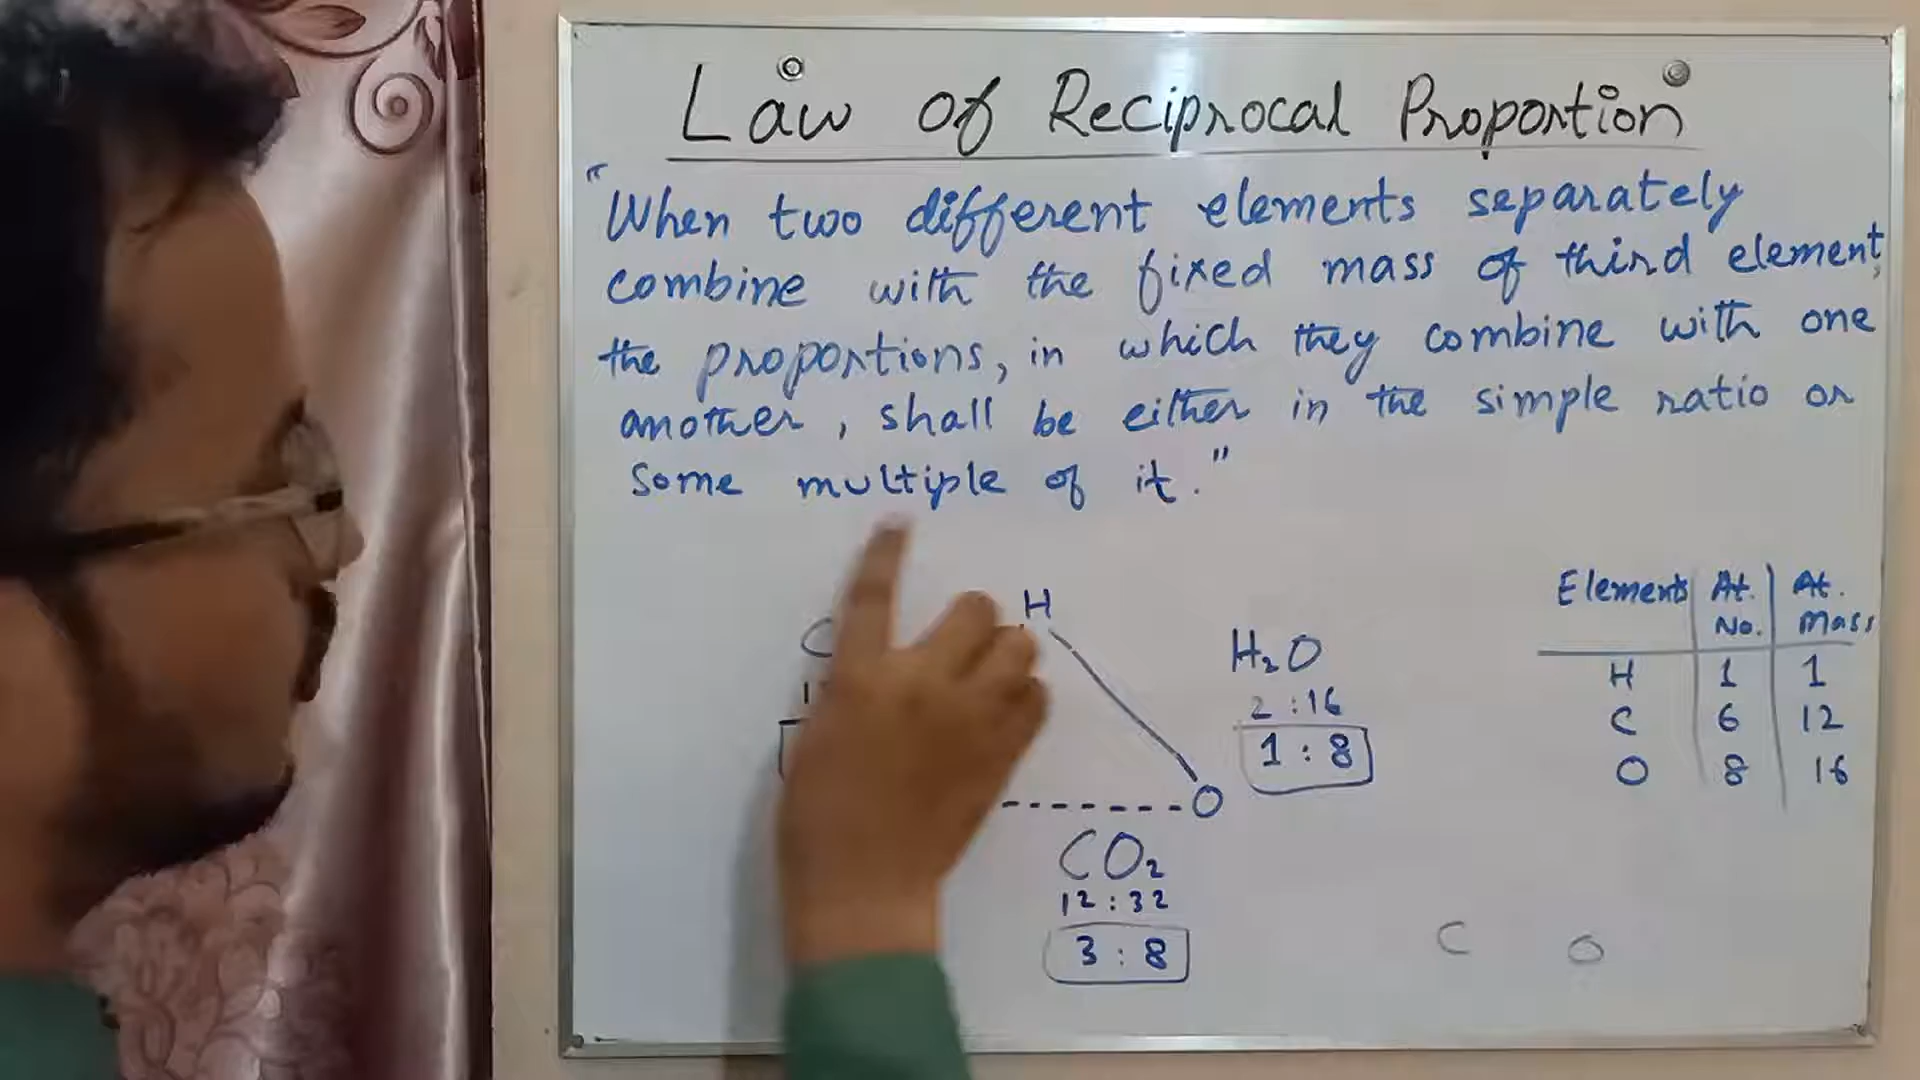 Law of Reciprocal Proportion
"When two different elements separately
combine with the fixed mass of third element,
the proportions, in which they combine with one
another, shall be either in the simple ratio or
some multiple of it."
H
O
H₂O
2 : 16
1 : 8
CO₂
12 : 32
3 : 8
Elements At. No. At. Mass
H 1 1
C 6 12
O 8 16
C O